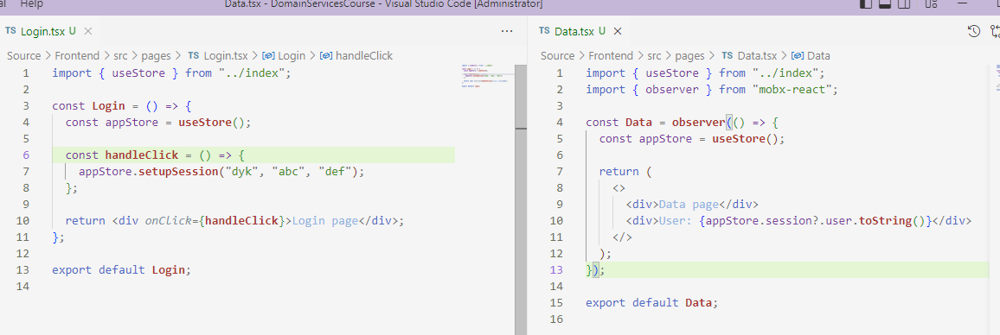 al Help Data.tsx - DomainServicesCourse - Visual Studio Code [Administrator]
TS Login.tsx U ×
Source > Frontend > src > pages > TS Login.tsx > Login > handleClick
1 import { useStore } from "../index";
2
3 const Login = () => {
4 const appStore = useStore();
5
6 const handleClick = () => {
7 appStore.setupSession("dyk", "abc", "def");
8 };
9
10 return <div onClick={handleClick}>Login page</div>;
11 };
12
13 export default Login;
14
TS Data.tsx U ×
Source > Frontend > src > pages > TS Data.tsx > Data
1 import { useStore } from "../index";
2 import { observer } from "mobx-react";
3
4 const Data = observer(() => {
5 const appStore = useStore();
6
7 return (
8 <>
9 <div>Data page</div>
10 <div>User: {appStore.session?.user.toString()}</div>
11 </>
12 );
13 });
14
15 export default Data;
16